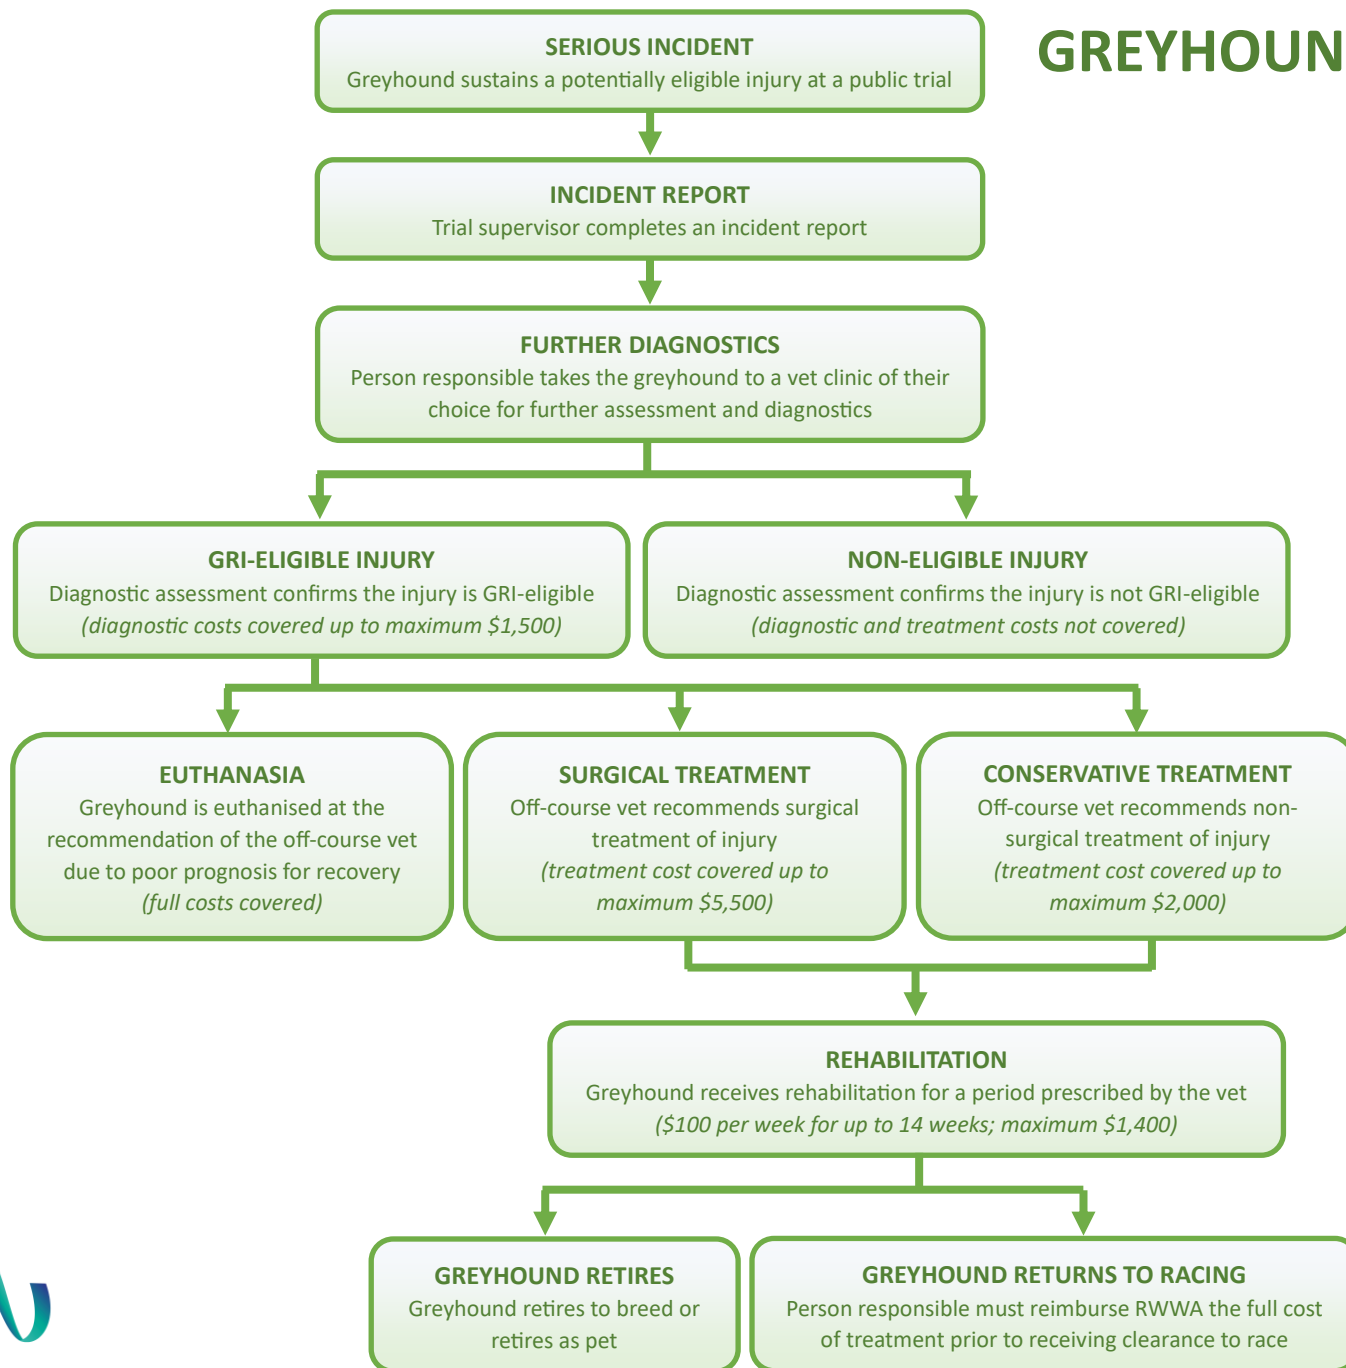 GREYHOUN
SERIOUS INCIDENT
Greyhound sustains a potentially eligible injury at a public trial
INCIDENT REPORT
Trial supervisor completes an incident report
FURTHER DIAGNOSTICS
Person responsible takes the greyhound to a vet clinic of their
choice for further assessment and diagnostics
GRI-ELIGIBLE INJURY
Diagnostic assessment confirms the injury is GRI-eligible
(diagnostic costs covered up to maximum $1,500)
NON-ELIGIBLE INJURY
Diagnostic assessment confirms the injury is not GRI-eligible
(diagnostic and treatment costs not covered)
EUTHANASIA
Greyhound is euthanised at the
recommendation of the off-course vet
due to poor prognosis for recovery
(full costs covered)
SURGICAL TREATMENT
Off-course vet recommends surgical
treatment of injury
(treatment cost covered up to
maximum $5,500)
CONSERVATIVE TREATMENT
Off-course vet recommends non-
surgical treatment of injury
(treatment cost covered up to
maximum $2,000)
REHABILITATION
Greyhound receives rehabilitation for a period prescribed by the vet
($100 per week for up to 14 weeks; maximum $1,400)
GREYHOUND RETIRES
Greyhound retires to breed or
retires as pet
GREYHOUND RETURNS TO RACING
Person responsible must reimburse RWWA the full cost
of treatment prior to receiving clearance to race